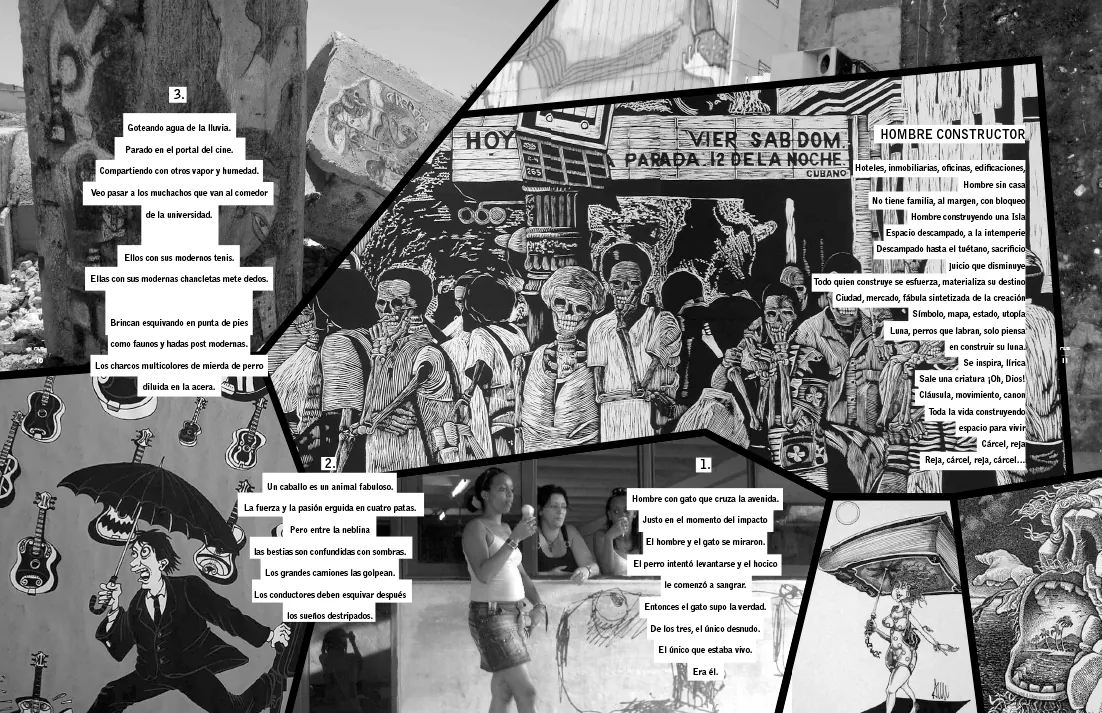 3.
Goteando agua de la lluvia.
Parado en el portal del cine.
Compartiendo con otros vapor y humedad.
Veo pasar a los muchachos que van al comedor
de la universidad.
Ellos con sus modernos tenis.
Ellas con sus modernas chancletas mete dedos.
Brincan esquivando en punta de pies
como faunos y hadas post modernas.
Los charcos multicolores de mierda de perro
diluida en la acera.
HOY
VIER SAB DOM.
PARADA. 12 DE LA NOCHE.
CUBANO
265
HOMBRE CONSTRUCTOR
Hoteles, inmobiliarias, oficinas, edificaciones,
Hombre sin casa
No tiene familia, al margen, con bloqueo
Hombre construyendo una Isla
Espacio descampado, a la intemperie
Descampado hasta el tuétano, sacrificio
juicio que disminuye
Todo quien construye se esfuerza, materializa su destino
Ciudad, mercado, fábula sintetizada de la creación
Símbolo, mapa, estado, utopía
Luna, perros que labran, solo piensa
en construir su luna.
Se inspira, lírica
Sale una criatura ¡Oh, Dios!
Cláusula, movimiento, canon
Toda la vida construyendo
espacio para vivir
Cárcel, reja
Reja, cárcel, reja, cárcel...
2.
Un caballo es un animal fabuloso.
La fuerza y la pasión erguida en cuatro patas.
Pero entre la neblina
las bestias son confundidas con sombras.
Los grandes camiones las golpean.
Los conductores deben esquivar después
los sueños destripados.
1.
Hombre con gato que cruza la avenida.
Justo en el momento del impacto
El hombre y el gato se miraron.
El perro intentó levantarse y el hocico
le comenzó a sangrar.
Entonces el gato supo la verdad.
De los tres, el único desnudo.
El único que estaba vivo.
Era él.